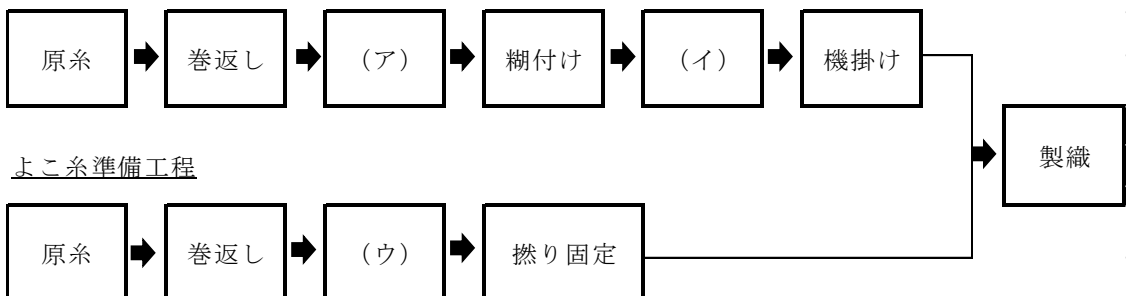 原糸 巻返し (ア) 糊付け (イ) 機掛け
製織
よこ糸準備工程
原糸 巻返し (ウ) 撚り固定